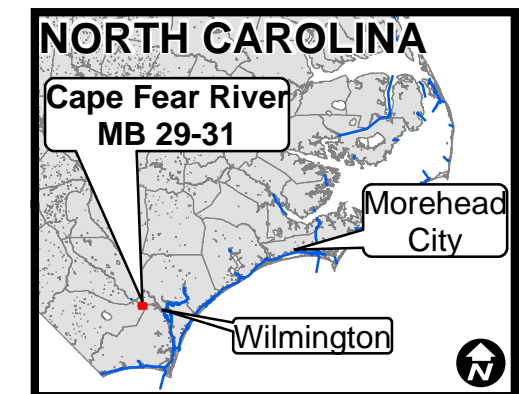 NORTH CAROLINA
Cape Fear River
MB 29-31
Morehead
City
Wilmington
N